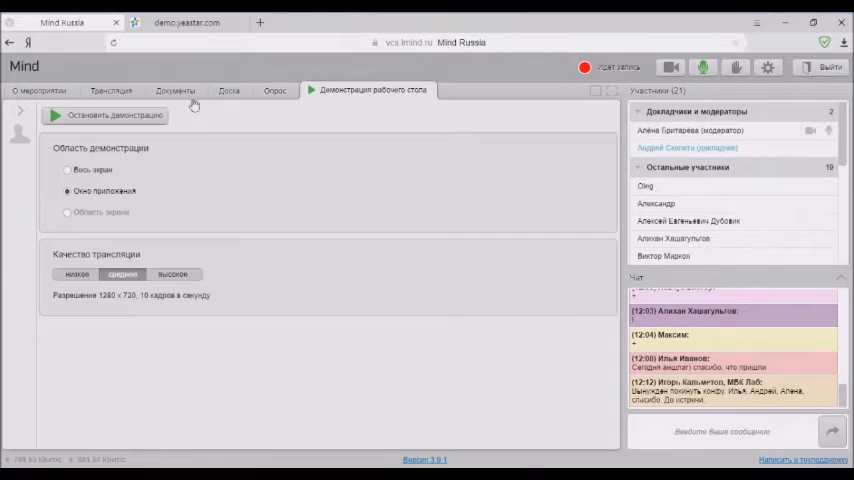 Mind Russia
demo.yeastar.com
vcs.imind.ru Mind Russia
Mind
Идет запись
Выйти
О мероприятии
Трансляция
Документы
Доска
Опрос
Демонстрация рабочего стола
Участники (21)
Остановить демонстрацию
Область демонстрации
Весь экран
Окно приложения
Область экрана
Качество трансляции
низкое
среднее
высокое
Разрешение 1280 x 720, 10 кадров в секунду
Докладчики и модераторы 2
Алёна Бритарёва (модератор)
(докладчик)
Остальные участники 19
Oleg
Александр
Алексей Евгеньевич Дубовик
Алихан Хашагульгов
Виктор Марков
Чат
+
(12:03) Алихан Хашагульгов:
(12:04) Максим:
+
Илья Иванов:
Сегодня аншлаг) спасибо, что пришли
(12:12) Игорь Кальметов, МВК Лаб:
Вынужден покинуть конфу. Илья, Андрей, Алена,
спасибо. До встречи.
Введите Ваше сообщение
Версия 3.9.1
Написать в техподдержку